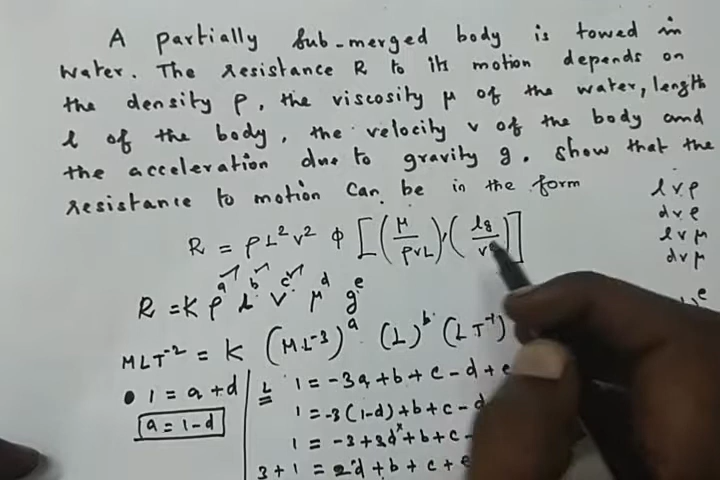 A partially sub-merged body is towed in
water. The resistance R to its motion depends on
the density ρ, the viscosity μ of the water, length
l of the body, the velocity v of the body and
the acceleration due to gravity g. show that the
resistance to motion can be in the form
R = ρL²V² φ [(μ/ρVL), (lg/v
l v ρ
d v ρ
l v μ
d v μ
R = K ρ^a l^b v^c μ^d g^e
MLT⁻² = K (ML⁻³)^a (L)^b (LT⁻¹)
1 = a + d
a = 1 - d
L 1 = -3a + b + c - d + e
1 = -3(1-d) + b + c - d
1 = -3 + 3d + b + c -
3 + 1 = 2d + b + c + e